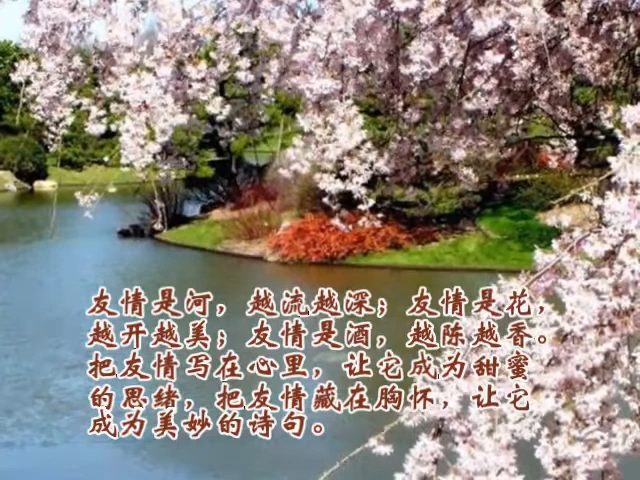 友情是河，越流越深；友情是花，
越开越美；友情是酒，越陈越香。
把友情写在心里，让它成为甜蜜
的思绪，把友情藏在胸怀，让它
成为美妙的诗句。